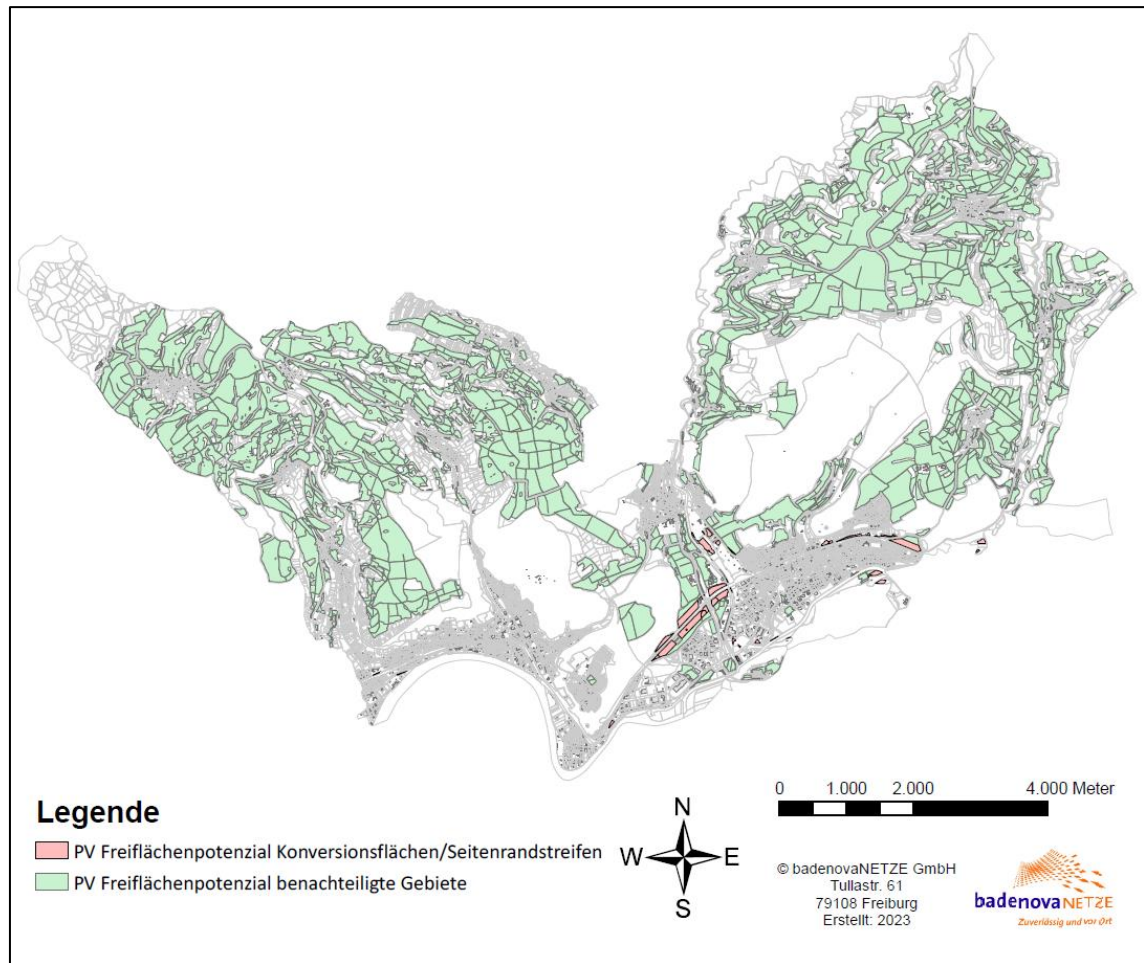 Legende
PV Freiflächenpotenzial Konversionsflächen/Seitenrandstreifen
PV Freiflächenpotenzial benachteiligte Gebiete
N
W E
S
0 1.000 2.000 4.000 Meter
© badenovaNETZE GmbH
Tullastr. 61
79108 Freiburg
Erstellt: 2023
badenovaNETZE
Zuverlässig und vor Ort